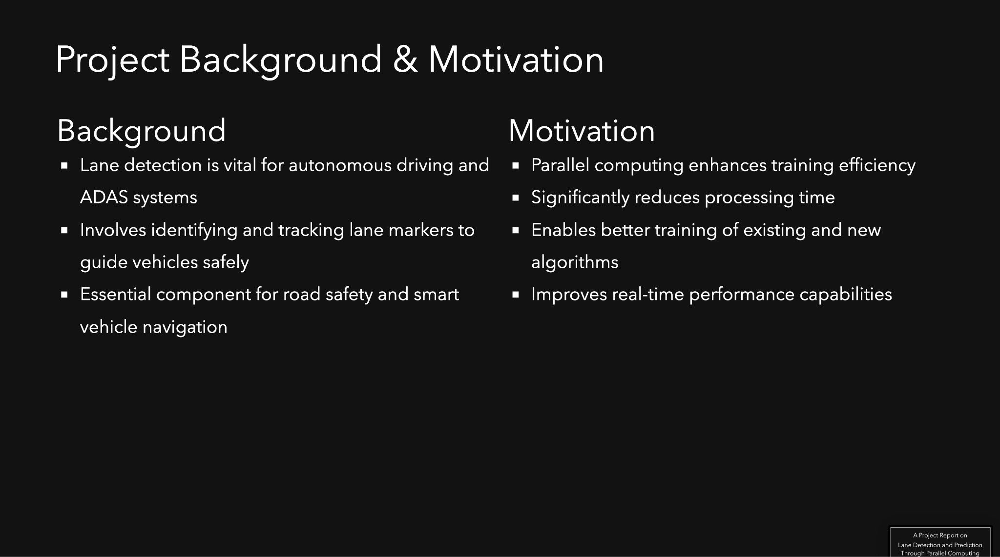 Project Background & Motivation
Background
▪ Lane detection is vital for autonomous driving and
ADAS systems
▪ Involves identifying and tracking lane markers to
guide vehicles safely
▪ Essential component for road safety and smart
vehicle navigation
Motivation
▪ Parallel computing enhances training efficiency
▪ Significantly reduces processing time
▪ Enables better training of existing and new
algorithms
▪ Improves real-time performance capabilities
A Project Report on
Lane Detection and Prediction
Through Parallel Computing